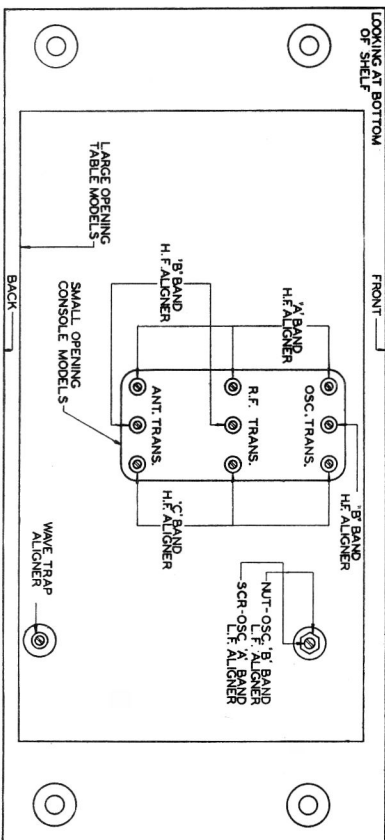 LOOKING AT BOTTOM
OF SHELF
FRONT
'A' BAND
H.F. ALIGNER
'B' BAND
H.F. ALIGNER
'B' BAND
H.F. ALIGNER
OSC. TRANS.
R.F. TRANS.
ANT. TRANS.
'C' BAND
H.F. ALIGNER
NUT-OSC. 'B' BAND
L.F. ALIGNER
SCR-OSC. 'A' BAND
L.F. ALIGNER
LARGE OPENING
TABLE MODELS
SMALL OPENING
CONSOLE MODELS
WAVE TRAP
ALIGNER
BACK